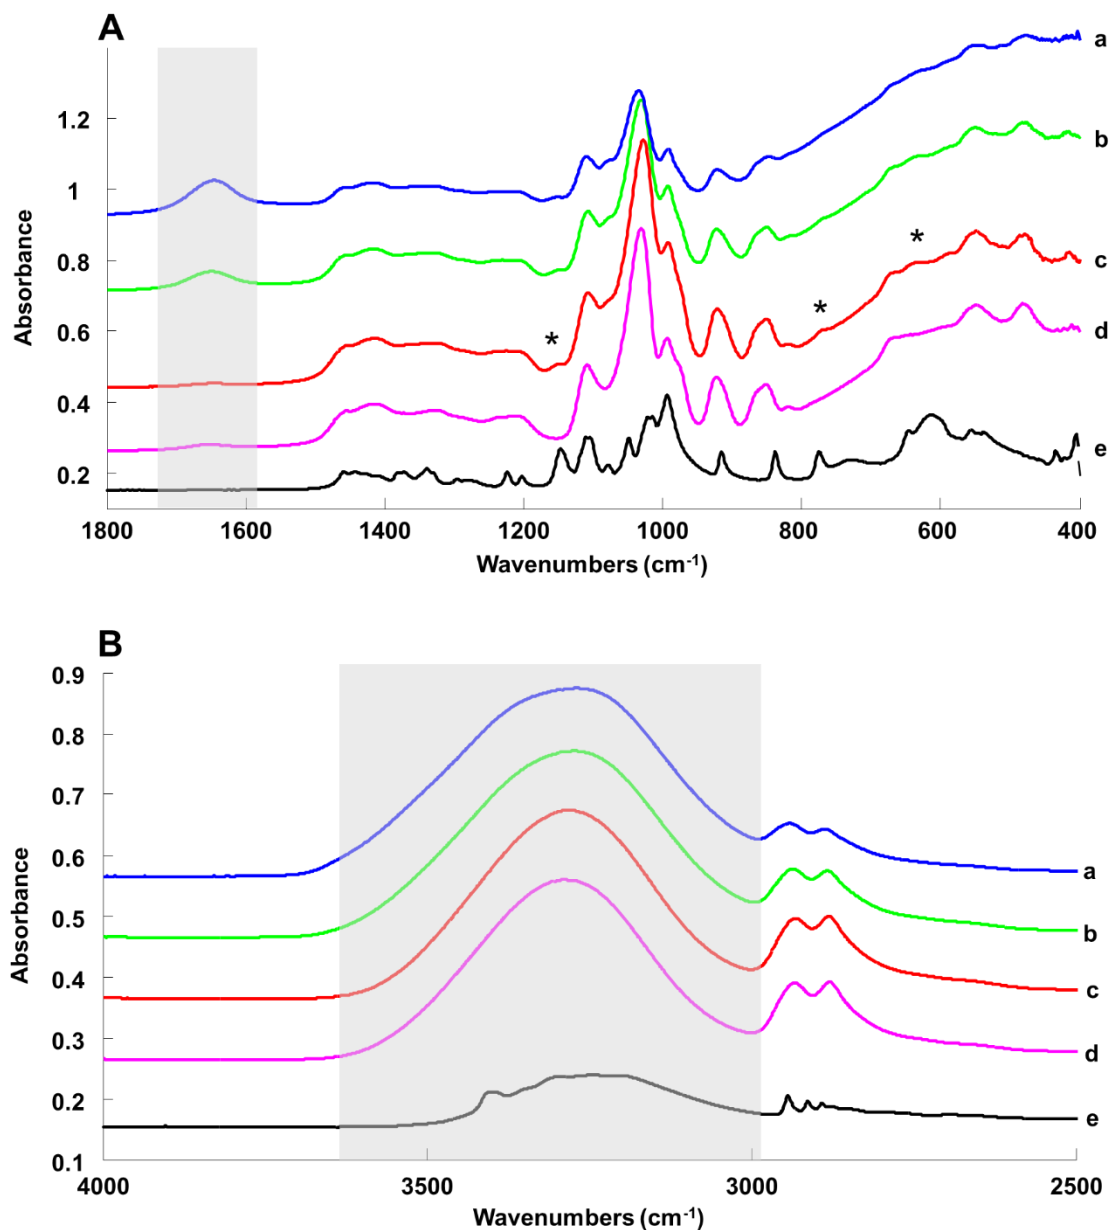 A
a
1.2
b
1
Absorbance
*
0.8
c
*
0.6
*
d
0.4
e
0.2
1800 1600 1400 1200 1000 800 600 400
Wavenumbers (cm-1)
B
0.9
0.8
0.7
a
0.6
Absorbance
b
0.5
c
0.4
d
0.3
e
0.2
0.1
4000 3500 3000 2500
Wavenumbers (cm-1)